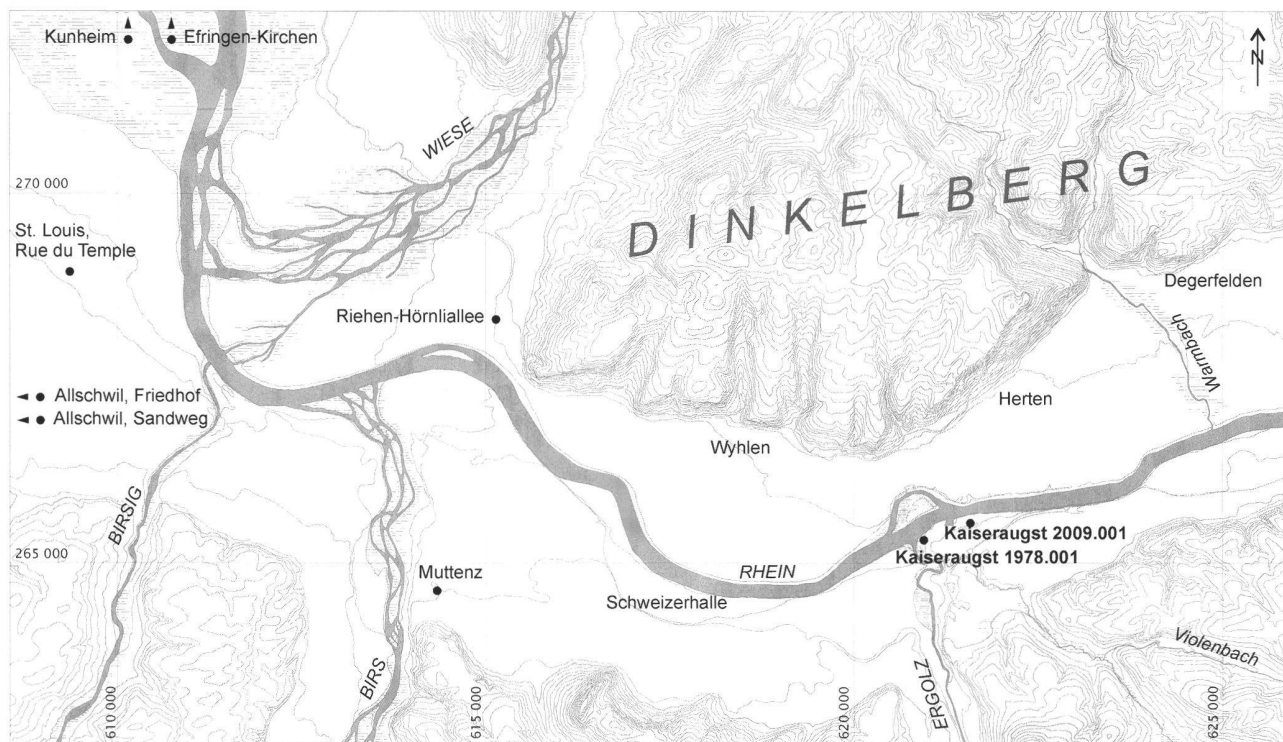 Kunheim
Efringen-Kirchen
N
WIESE
270 000
DINKELBERG
St. Louis,
Rue du Temple
Degerfelden
Riehen-Hörnliallee
Warmbach
Allschwil, Friedhof
Allschwil, Sandweg
Herten
Wyhlen
BIRSIG
Kaiseraugst 2009.001
Kaiseraugst 1978.001
265 000
Muttenz
RHEIN
Schweizerhalle
Violenbach
BIRS
ERGOLZ
610 000
615 000
620 000
625 000